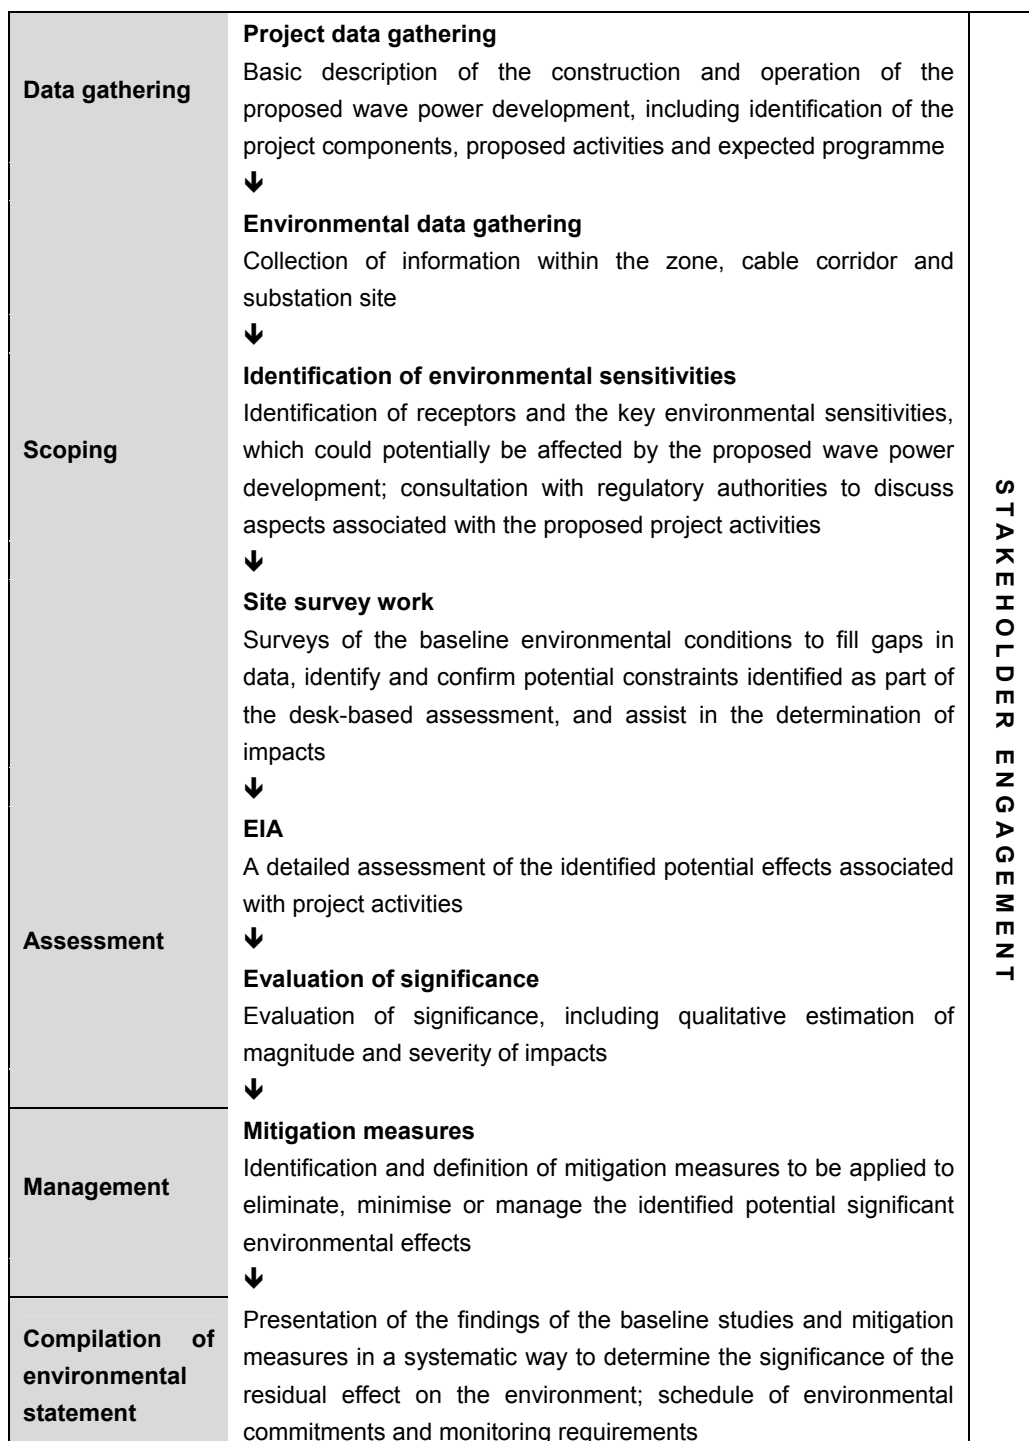 Data gathering
Project data gathering
Basic description of the construction and operation of the
proposed wave power development, including identification of the
project components, proposed activities and expected programme
🡻
Environmental data gathering
Collection of information within the zone, cable corridor and
substation site
🡻
Scoping
Identification of environmental sensitivities
Identification of receptors and the key environmental sensitivities,
which could potentially be affected by the proposed wave power
development; consultation with regulatory authorities to discuss
aspects associated with the proposed project activities
🡻
Site survey work
Surveys of the baseline environmental conditions to fill gaps in
data, identify and confirm potential constraints identified as part of
the desk-based assessment, and assist in the determination of
impacts
🡻
Assessment
EIA
A detailed assessment of the identified potential effects associated
with project activities
🡻
Evaluation of significance
Evaluation of significance, including qualitative estimation of
magnitude and severity of impacts
🡻
Management
Mitigation measures
Identification and definition of mitigation measures to be applied to
eliminate, minimise or manage the identified potential significant
environmental effects
🡻
Compilation of
environmental
statement
Presentation of the findings of the baseline studies and mitigation
measures in a systematic way to determine the significance of the
residual effect on the environment; schedule of environmental
commitments and monitoring requirements
STAKEHOLDER ENGAGEMENT